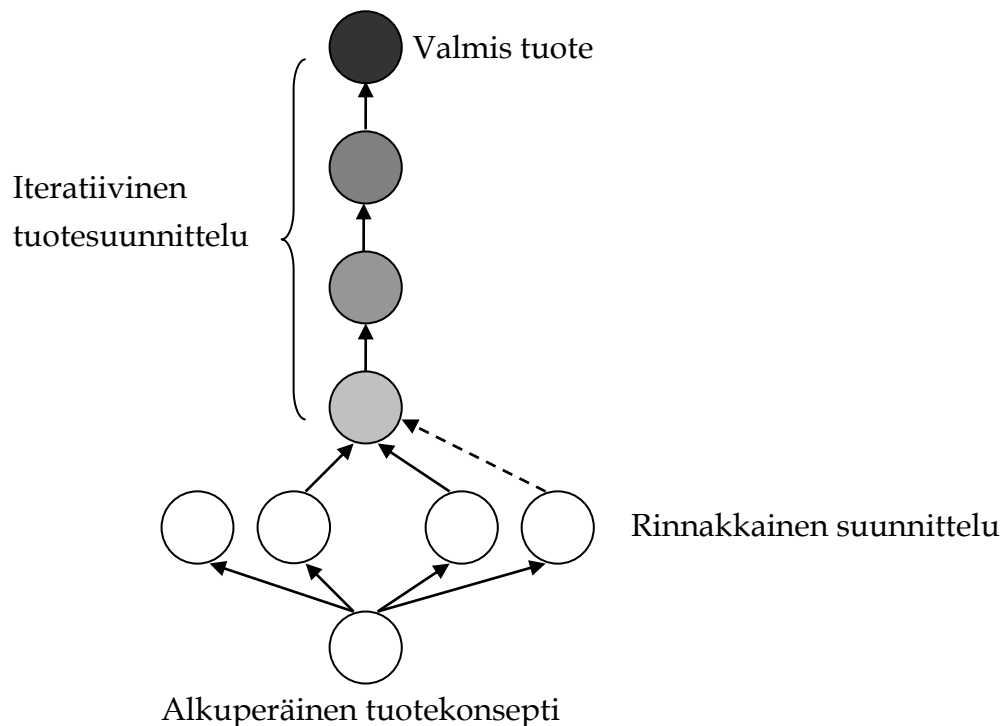 Valmis tuote
Iteratiivinen
tuotesuunnittelu
Rinnakkainen suunnittelu
Alkuperäinen tuotekonsepti